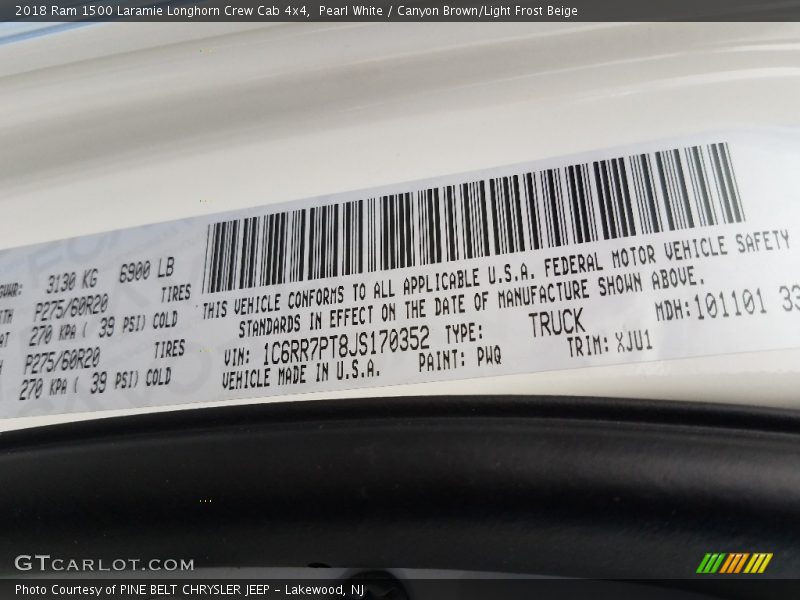 2018 Ram 1500 Laramie Longhorn Crew Cab 4x4,  Pearl White / Canyon Brown/Light Frost Beige
GVWR: 3130 KG 6900 LB
P275/60R20 TIRES
270 KPA ( 39 PSI) COLD
P275/60R20 TIRES
270 KPA ( 39 PSI) COLD
THIS VEHICLE CONFORMS TO ALL APPLICABLE U.S.A. FEDERAL MOTOR VEHICLE SAFETY
STANDARDS IN EFFECT ON THE DATE OF MANUFACTURE SHOWN ABOVE.
VIN: 1C6RR7PT8JS170352 TYPE: TRUCK MDH:101101 33
VEHICLE MADE IN U.S.A. PAINT: PWQ TRIM: XJU1
GTCARLOT.COM
Photo Courtesy of PINE BELT CHRYSLER JEEP - Lakewood, NJ